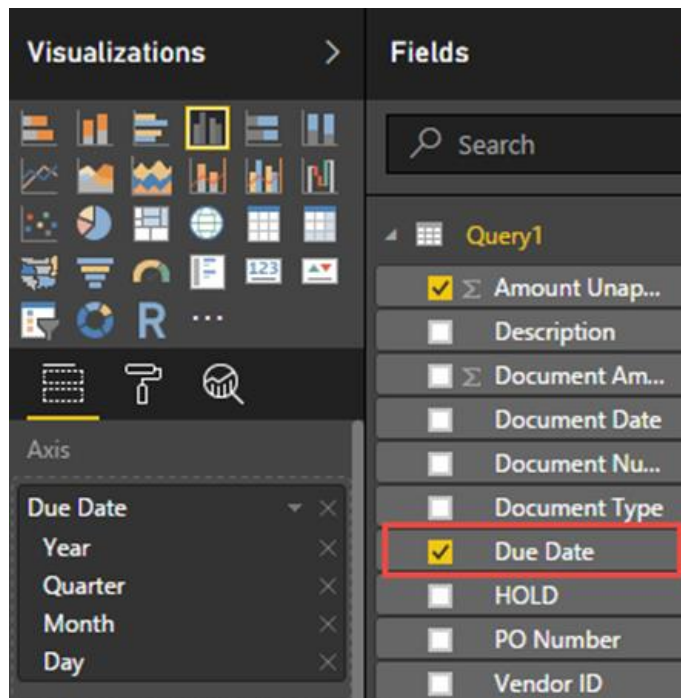 Visualizations
Fields
Search
Query1
Amount Unap...
Description
Document Am...
Document Date
Document Nu...
Document Type
Due Date
HOLD
PO Number
Vendor ID
123
R
Axis
Due Date
Year
Quarter
Month
Day